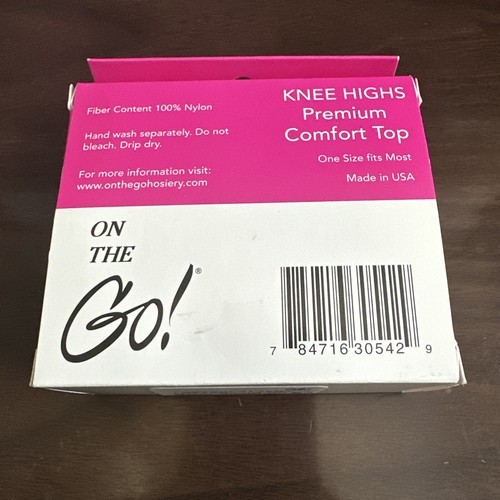 Fiber Content 100% Nylon
Hand wash separately. Do not
bleach. Drip dry.
For more information visit:
www.onthegohosiery.com
KNEE HIGHS
Premium
Comfort Top
One Size fits Most
Made in USA
ON
THE
Go!®
7 84716 30542 9